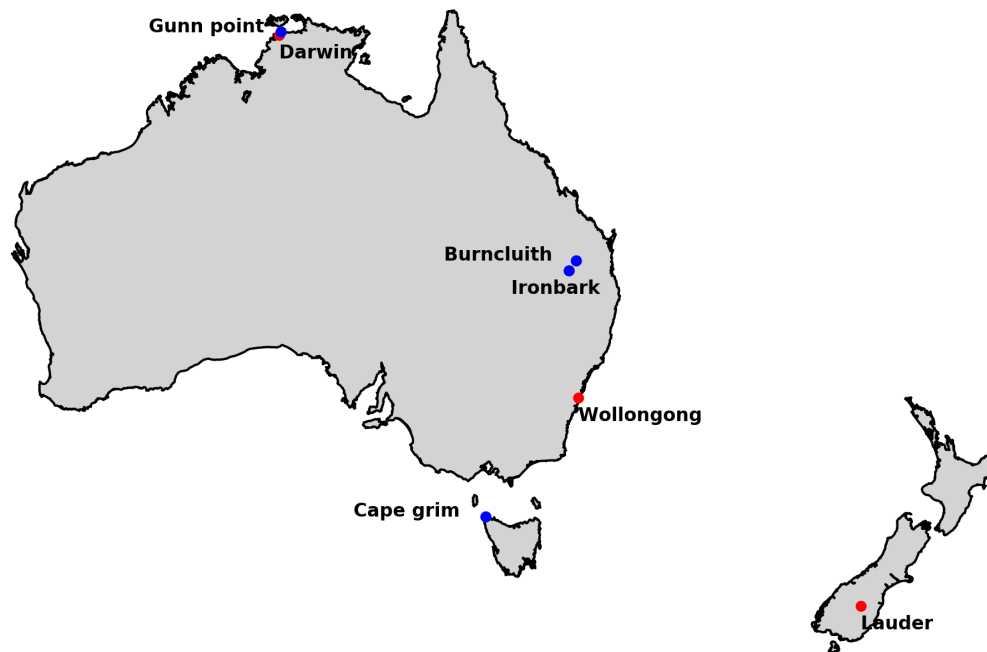 Gunn point
Darwin
Burncluith
Ironbark
Wollongong
Cape grim
Lauder